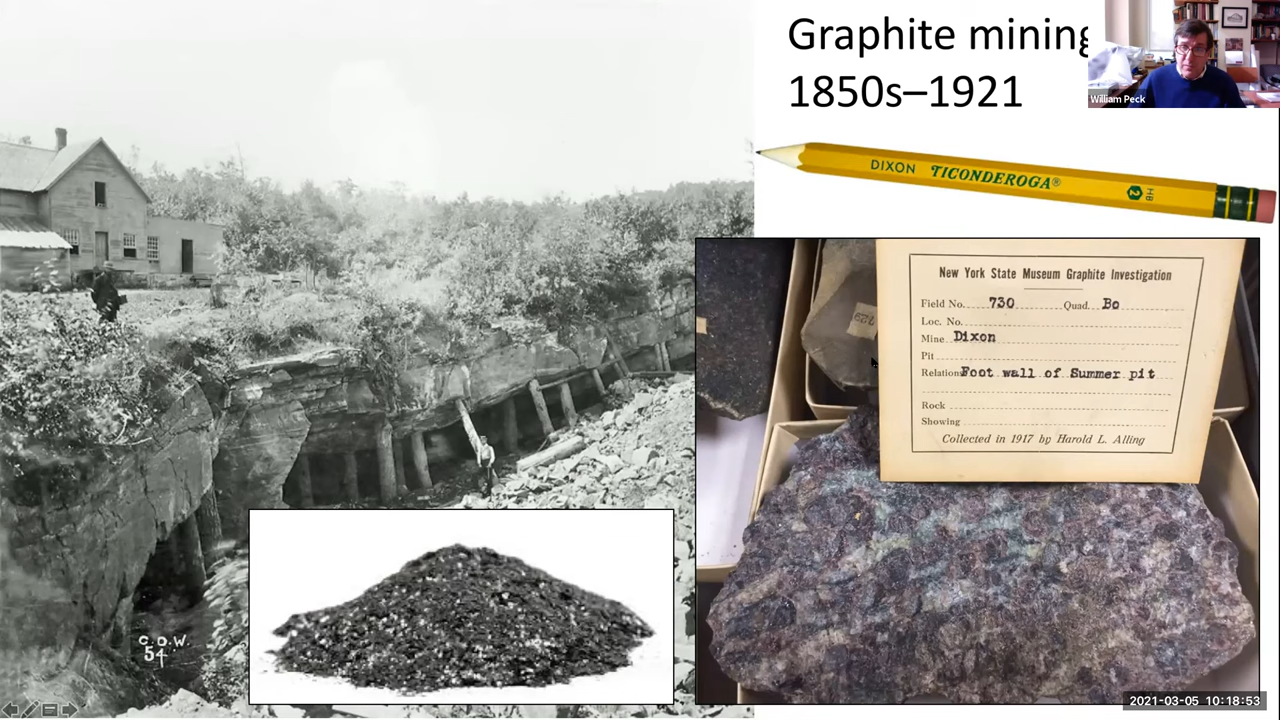 Graphite mining
1850s–1921
William Peck
DIXON TICONDEROGA® 2 HB
New York State Museum Graphite Investigation
Field No. 730 Quad. Bo
Loc. No.
Mine Dixon
Pit
Relation Foot wall of Summer pit
Rock
Showing
Collected in 1917 by Harold L. Alling
729
C.O.W.
54
2021-03-05 10:18:53